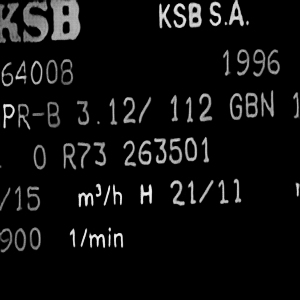 KSB KSB S.A.
64008 1996
PR-B 3.12/ 112 GBN 1
0 R73 263501
/15 m³/h H 21/11
900 1/min